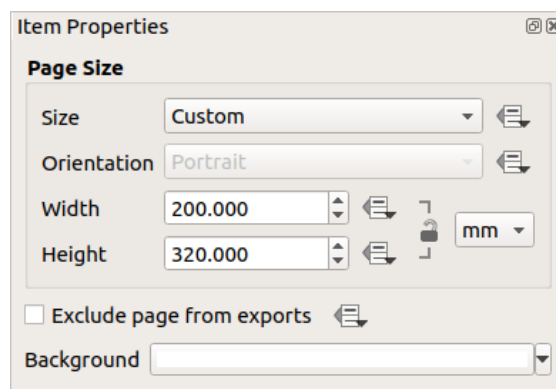 Item Properties
Page Size
Size Custom
Orientation Portrait
Width 200.000
mm
Height 320.000
Exclude page from exports
Background